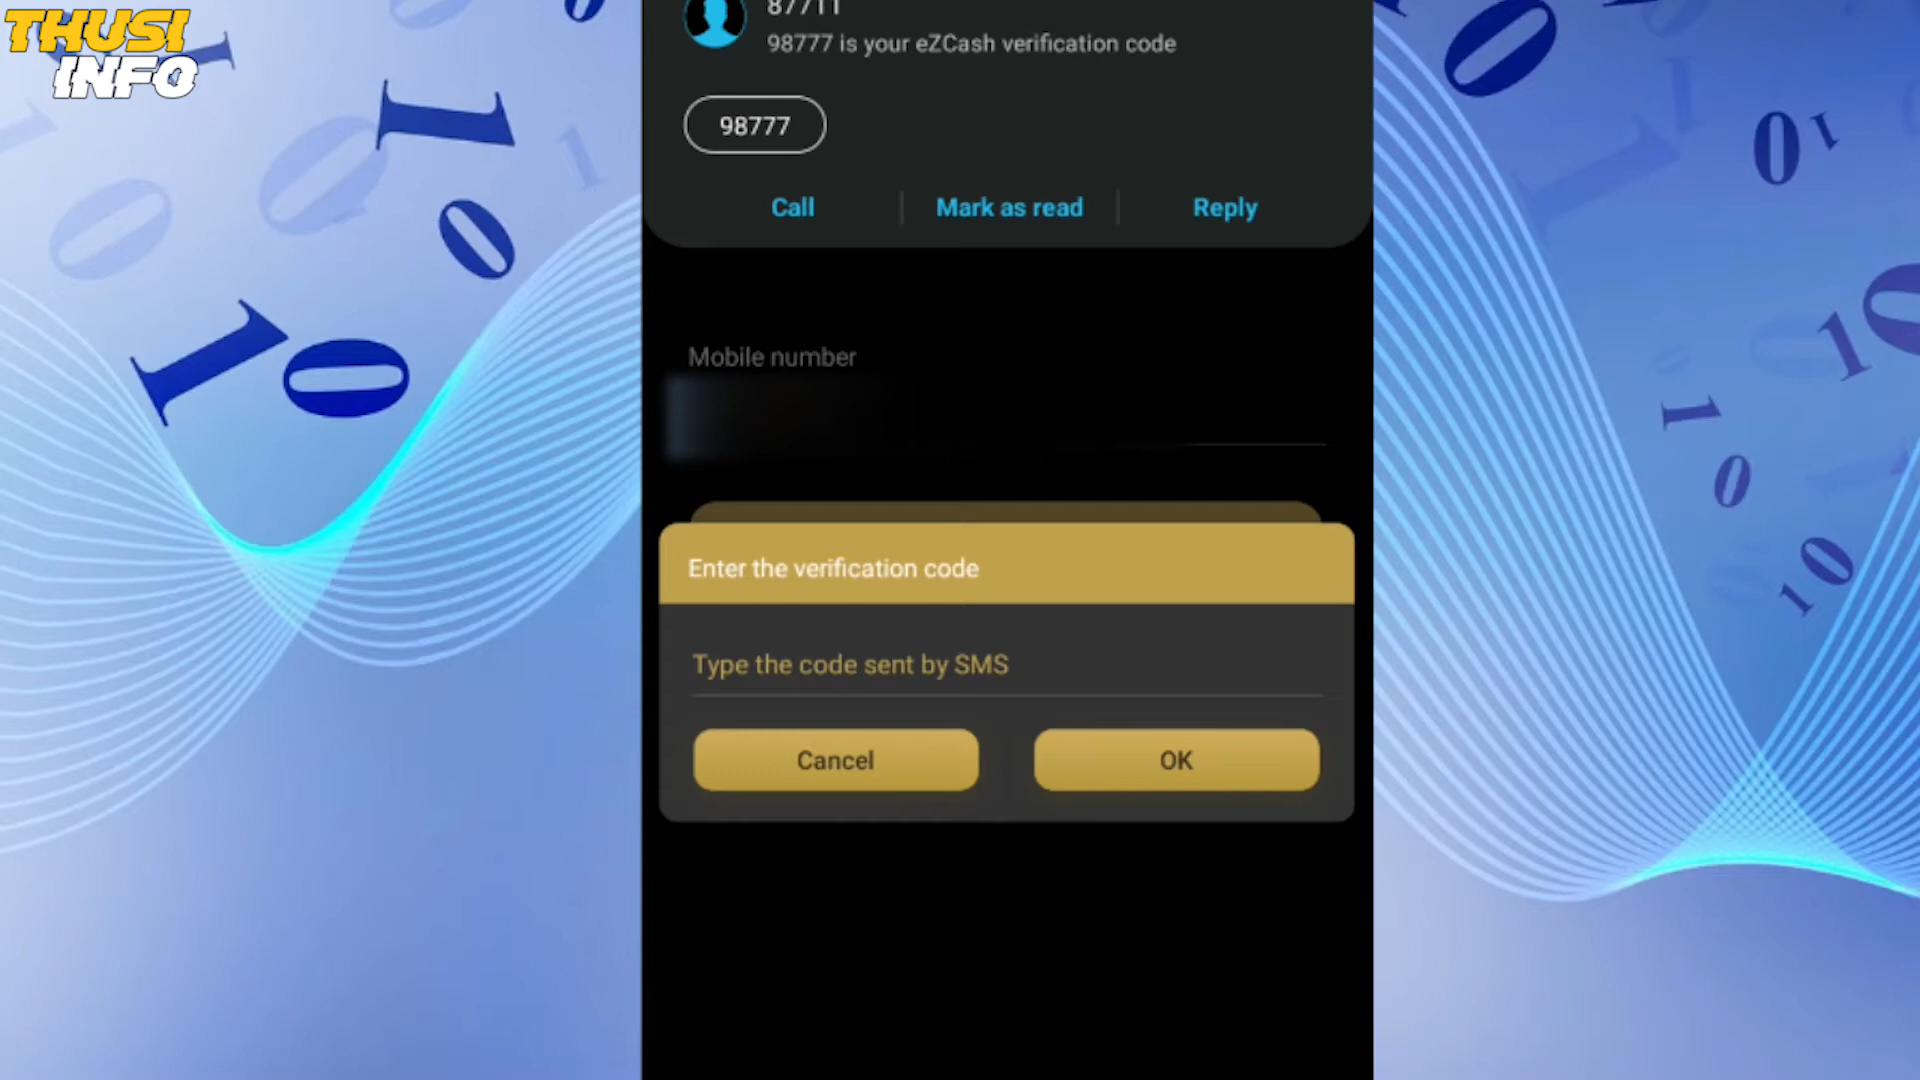 THUSI
INFO
87711
98777 is your eZCash verification code
98777
Call
Mark as read
Reply
Mobile number
Enter the verification code
Type the code sent by SMS
Cancel
OK